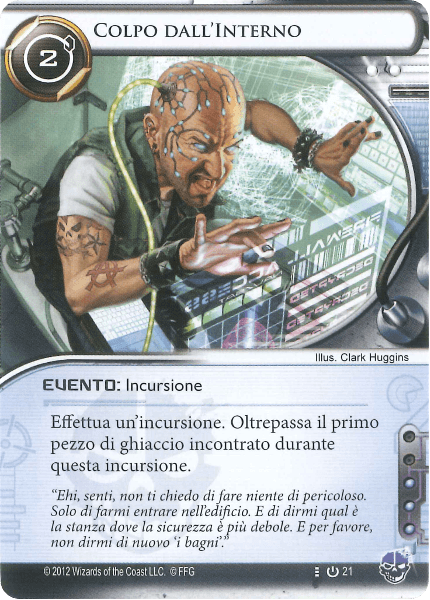 COLPO DALL'INTERNO
2
Illus. Clark Huggins
EVENTO: Incursione
Effettua un'incursione. Oltrepassa il primo
pezzo di ghiaccio incontrato durante
questa incursione.
“Ehi, senti, non ti chiedo di fare niente di pericoloso.
Solo di farmi entrare nell'edificio. E di dirmi qual è
la stanza dove la sicurezza è più debole. E per favore,
non dirmi di nuovo ‘i bagni’.”
© 2012 Wizards of the Coast LLC. © FFG
21